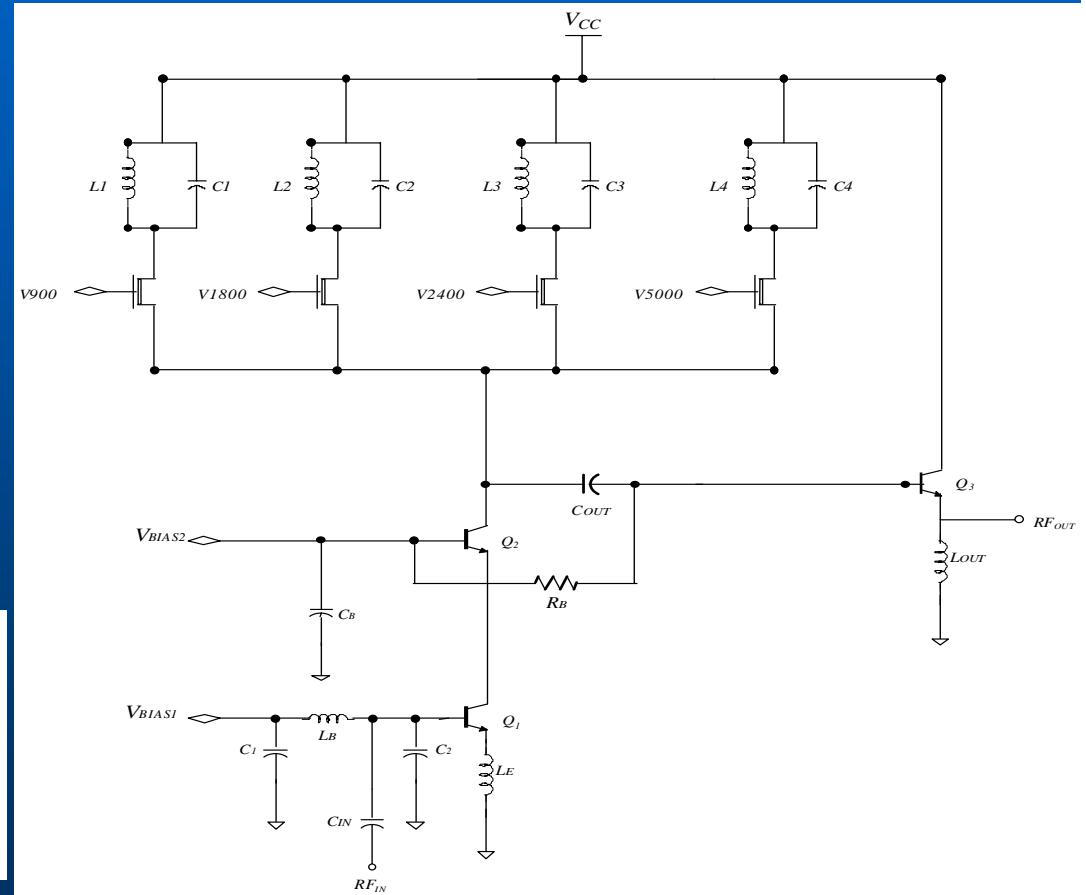 VCC
L1 C1 L2 C2 L3 C3 L4 C4
V900 V1800 V2400 V5000
Q3
COUT
RFOUT
VBIAS2 Q2
LOUT
RB
CB
VBIAS1 Q1
LB
C1 C2
LE
CIN
RFIN